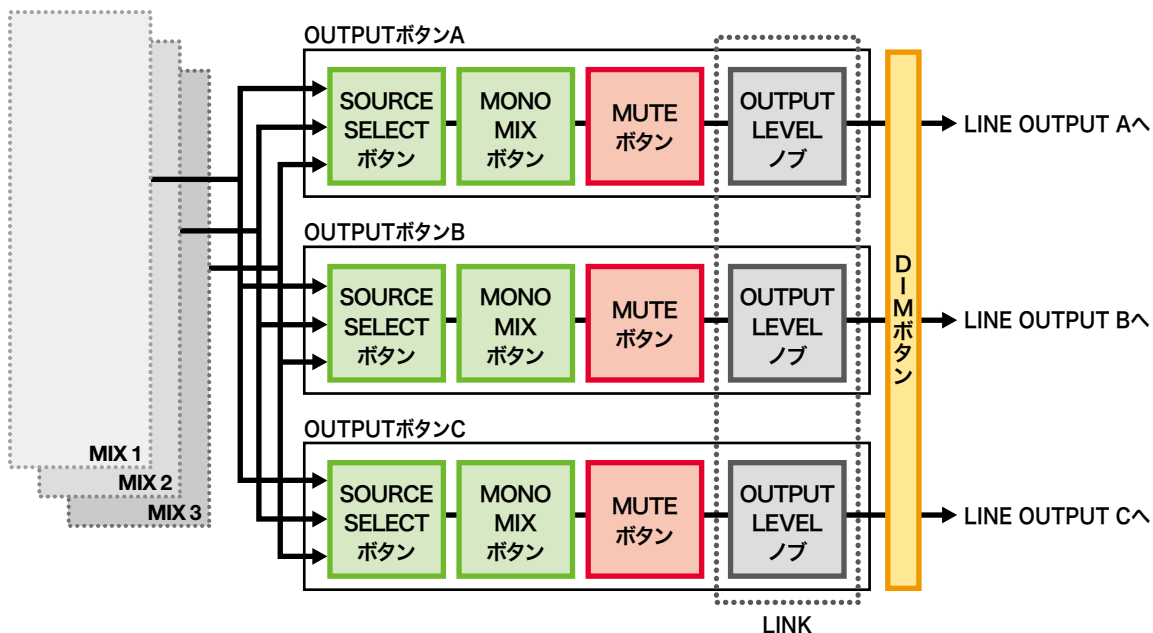 OUTPUTボタンA
SOURCE
SELECT
ボタン
MONO
MIX
ボタン
MUTE
ボタン
OUTPUT
LEVEL
ノブ
LINE OUTPUT Aへ
OUTPUTボタンB
SOURCE
SELECT
ボタン
MONO
MIX
ボタン
MUTE
ボタン
OUTPUT
LEVEL
ノブ
DIMボタン
LINE OUTPUT Bへ
MIX 1
MIX 2
MIX 3
OUTPUTボタンC
SOURCE
SELECT
ボタン
MONO
MIX
ボタン
MUTE
ボタン
OUTPUT
LEVEL
ノブ
LINE OUTPUT Cへ
LINK